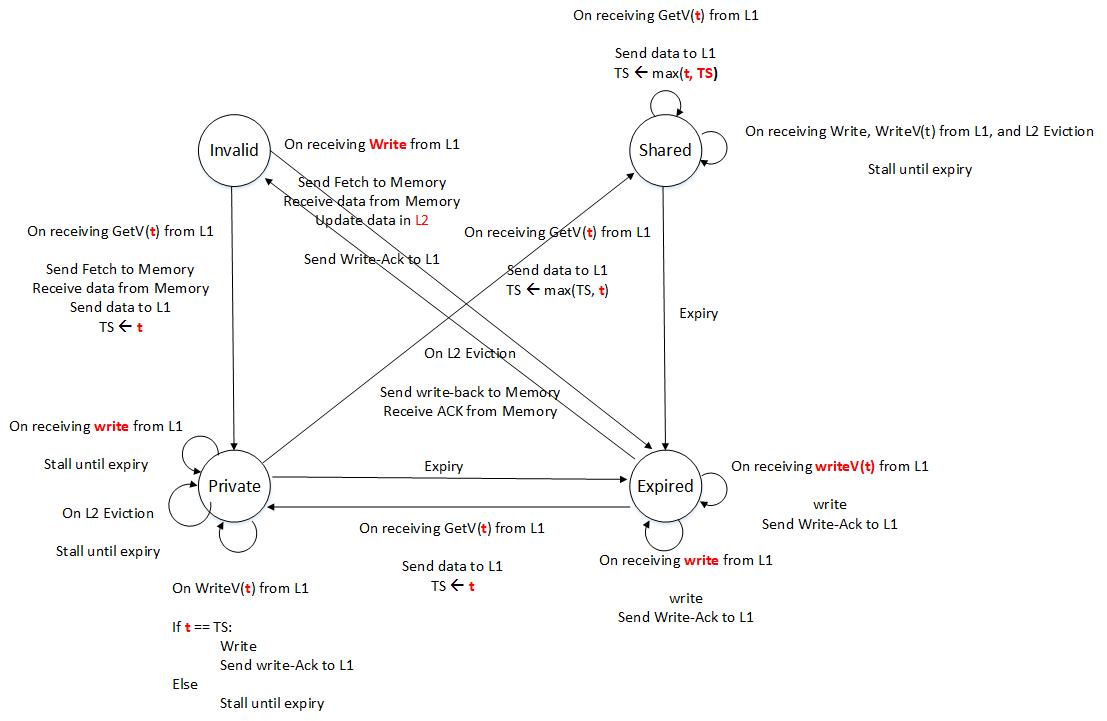 On receiving GetV(t) from L1
Send data to L1
TS ← max(t, TS)
Invalid
On receiving Write from L1
Send Fetch to Memory
Receive data from Memory
Update data in L2
Send Write-Ack to L1
Shared
On receiving Write, WriteV(t) from L1, and L2 Eviction
Stall until expiry
On receiving GetV(t) from L1
Send Fetch to Memory
Receive data from Memory
Send data to L1
TS ← t
On receiving GetV(t) from L1
Send data to L1
TS ← max(TS, t)
Expiry
On L2 Eviction
Send write-back to Memory
Receive ACK from Memory
On receiving write from L1
Stall until expiry
On L2 Eviction
Stall until expiry
Private
Expiry
Expired
On receiving writeV(t) from L1
write
Send Write-Ack to L1
On receiving GetV(t) from L1
Send data to L1
TS ← t
On receiving write from L1
write
Send Write-Ack to L1
On WriteV(t) from L1
If t == TS:
Write
Send write-Ack to L1
Else
Stall until expiry